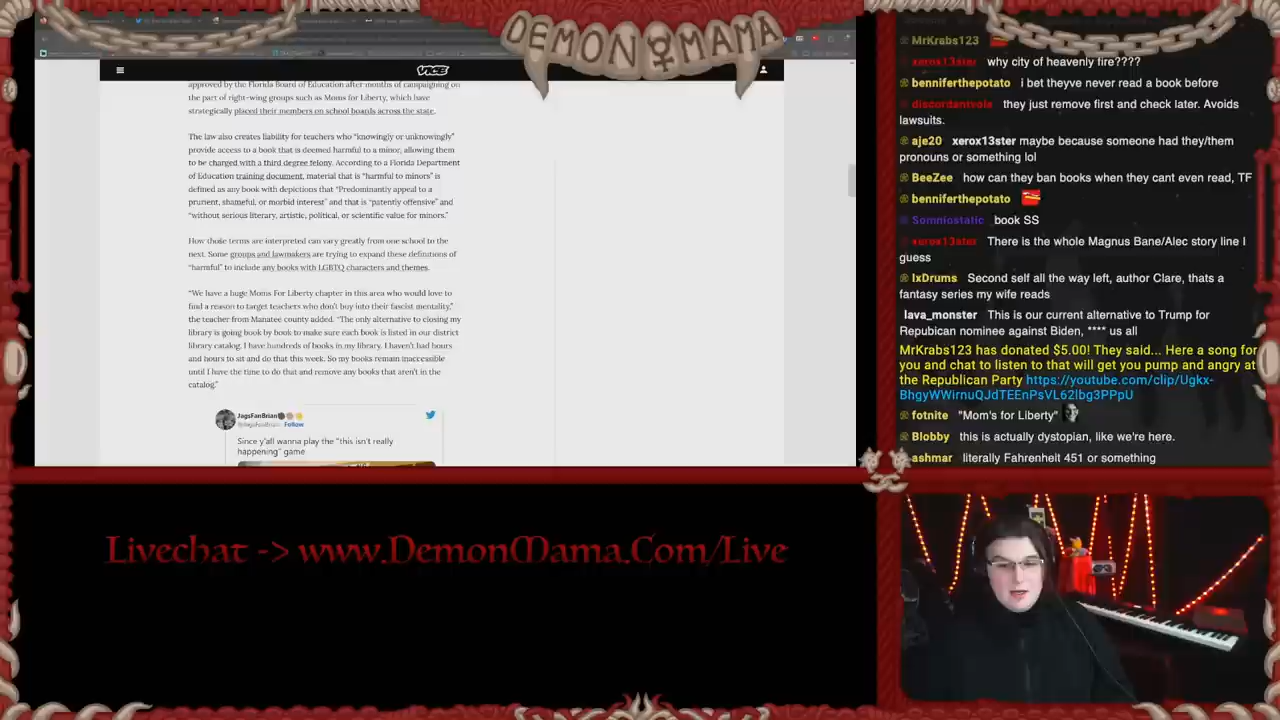 DEMON MAMA
VICE
approved by the Florida Board of Education after months of campaigning on
the part of right-wing groups such as Moms for Liberty, which have
strategically placed their members on school boards across the state.
The law also creates liability for teachers who “knowingly or unknowingly”
provide access to a book that is deemed harmful to a minor, allowing them
to be charged with a third degree felony. According to a Florida Department
of Education training document, material that is “harmful to minors” is
defined as any book with depictions that “Predominantly appeal to a
prurient, shameful, or morbid interest” and that is “patently offensive” and
“without serious literary, artistic, political, or scientific value for minors.”
How those terms are interpreted can vary greatly from one school to the
next. Some groups and lawmakers are trying to expand these definitions of
“harmful” to include any books with LGBTQ characters and themes.
“We have a huge Moms For Liberty chapter in this area who would love to
find a reason to target teachers who don’t buy into their fascist mentality,”
the teacher from Manatee county added. “The only alternative to closing my
library is going book by book to make sure each book is listed in our district
library catalog. I have hundreds of books in my library. I haven’t had hours
and hours to sit and do that this week. So my books remain inaccessible
until I have the time to do that and remove any books that aren’t in the
catalog.”
JagsFanBrian
Follow
Since y'all wanna play the "this isn't really
happening" game
MrKrabs123
xerox13ster why city of heavenly fire????
benniferthepotato i bet theyve never read a book before
discordantvole they just remove first and check later. Avoids
lawsuits.
aje20 xerox13ster maybe because someone had they/them
pronouns or something lol
BeeZee how can they ban books when they cant even read, TF
benniferthepotato
Somniostatic _book SS
xerox13ster There is the whole Magnus Bane/Alec story line I
guess
IxDrums Second self all the way left, author Clare, thats a
fantasy series my wife reads
lava_monster This is our current alternative to Trump for
Repubican nominee against Biden, **** us all
MrKrabs123 has donated $5.00! They said... Here a song for
you and chat to listen to that will get you pump and angry at
the Republican Party https://youtube.com/clip/Ugkx-
BhgyWWirnuQJdTEEnPsVL62lbg3PPpU
fotnite "Mom's for Liberty"
Blobby this is actually dystopian, like we're here.
ashmar literally Fahrenheit 451 or something
Livechat -> www.DemonMama.Com/Live